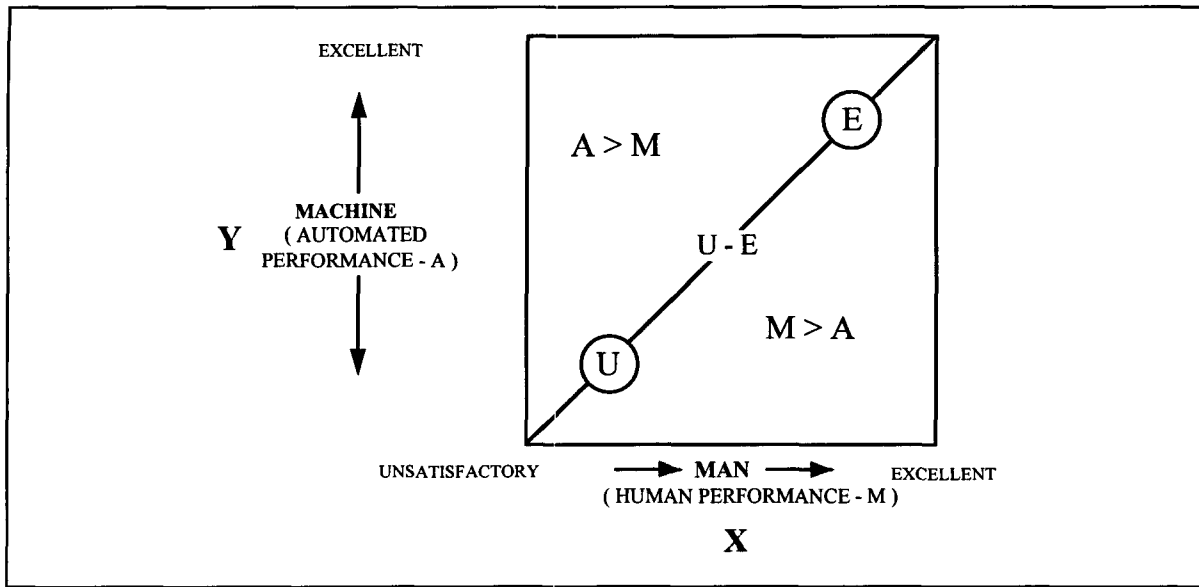 EXCELLENT
E
A > M
MACHINE
Y
( AUTOMATED
PERFORMANCE - A )
U - E
M > A
U
UNSATISFACTORY
MAN
EXCELLENT
( HUMAN PERFORMANCE - M )
X